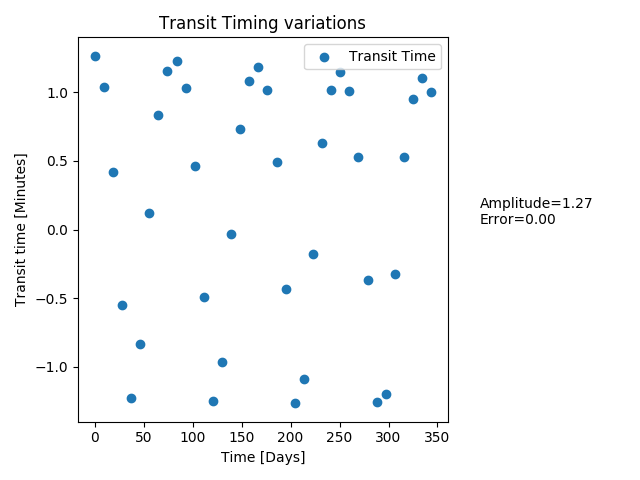 Transit Timing variations
Transit Time
Transit time [Minutes]
1.0
0.5
0.0
−0.5
−1.0
0 50 100 150 200 250 300 350
Time [Days]
Amplitude=1.27
Error=0.00